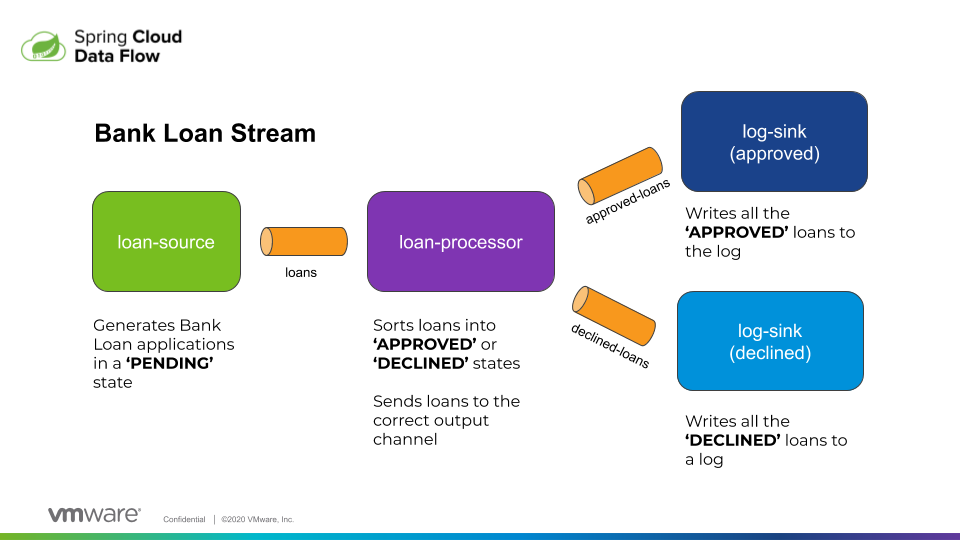 Spring Cloud
Data Flow
Bank Loan Stream
loan-source
loans
loan-processor
approved-loans
declined-loans
log-sink
(approved)
Writes all the
‘APPROVED’ loans to
the log
log-sink
(declined)
Writes all the
‘DECLINED’ loans to
a log
Generates Bank
Loan applications
in a ‘PENDING’
state
Sorts loans into
‘APPROVED’ or
‘DECLINED’ states
Sends loans to the
correct output
channel
vmware®
Confidential | ©2020 VMware, Inc.